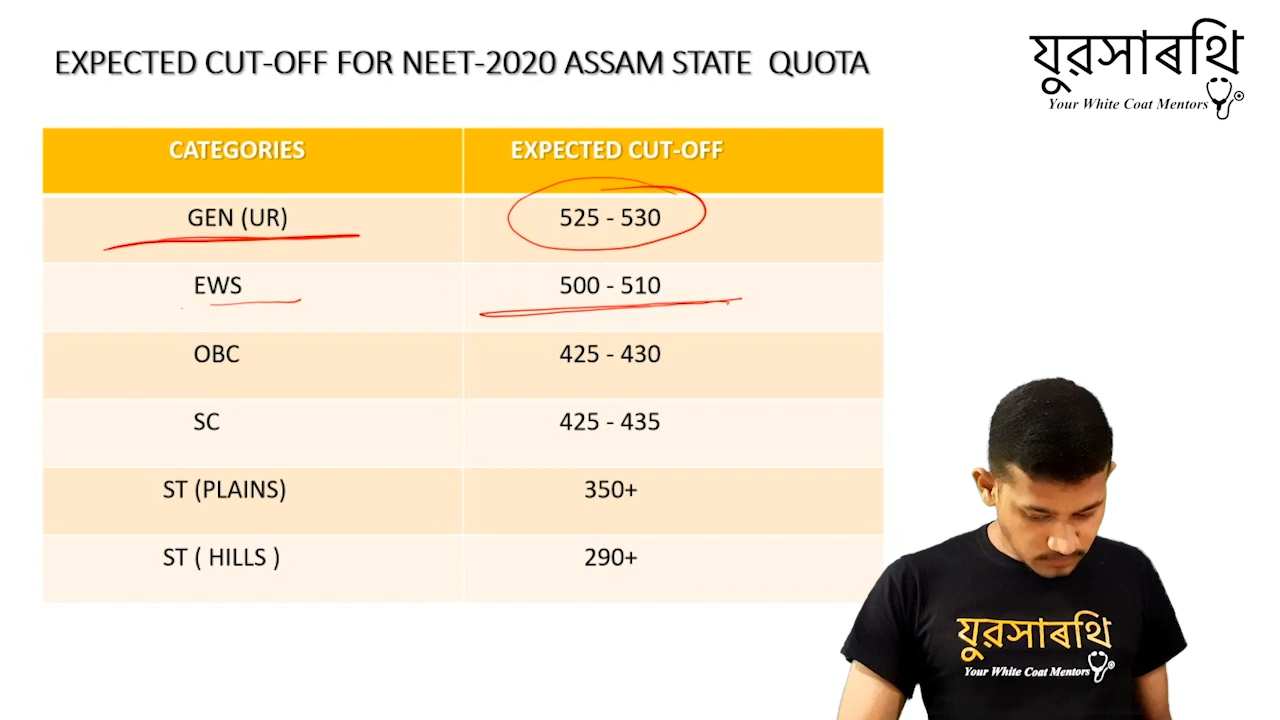 EXPECTED CUT-OFF FOR NEET-2020 ASSAM STATE QUOTA
যুৱসাৰথি
Your White Coat Mentors
CATEGORIES EXPECTED CUT-OFF
GEN (UR) 525 - 530
EWS 500 - 510
OBC 425 - 430
SC 425 - 435
ST (PLAINS) 350+
ST ( HILLS ) 290+
যুৱসাৰথি
Your White Coat Mentors